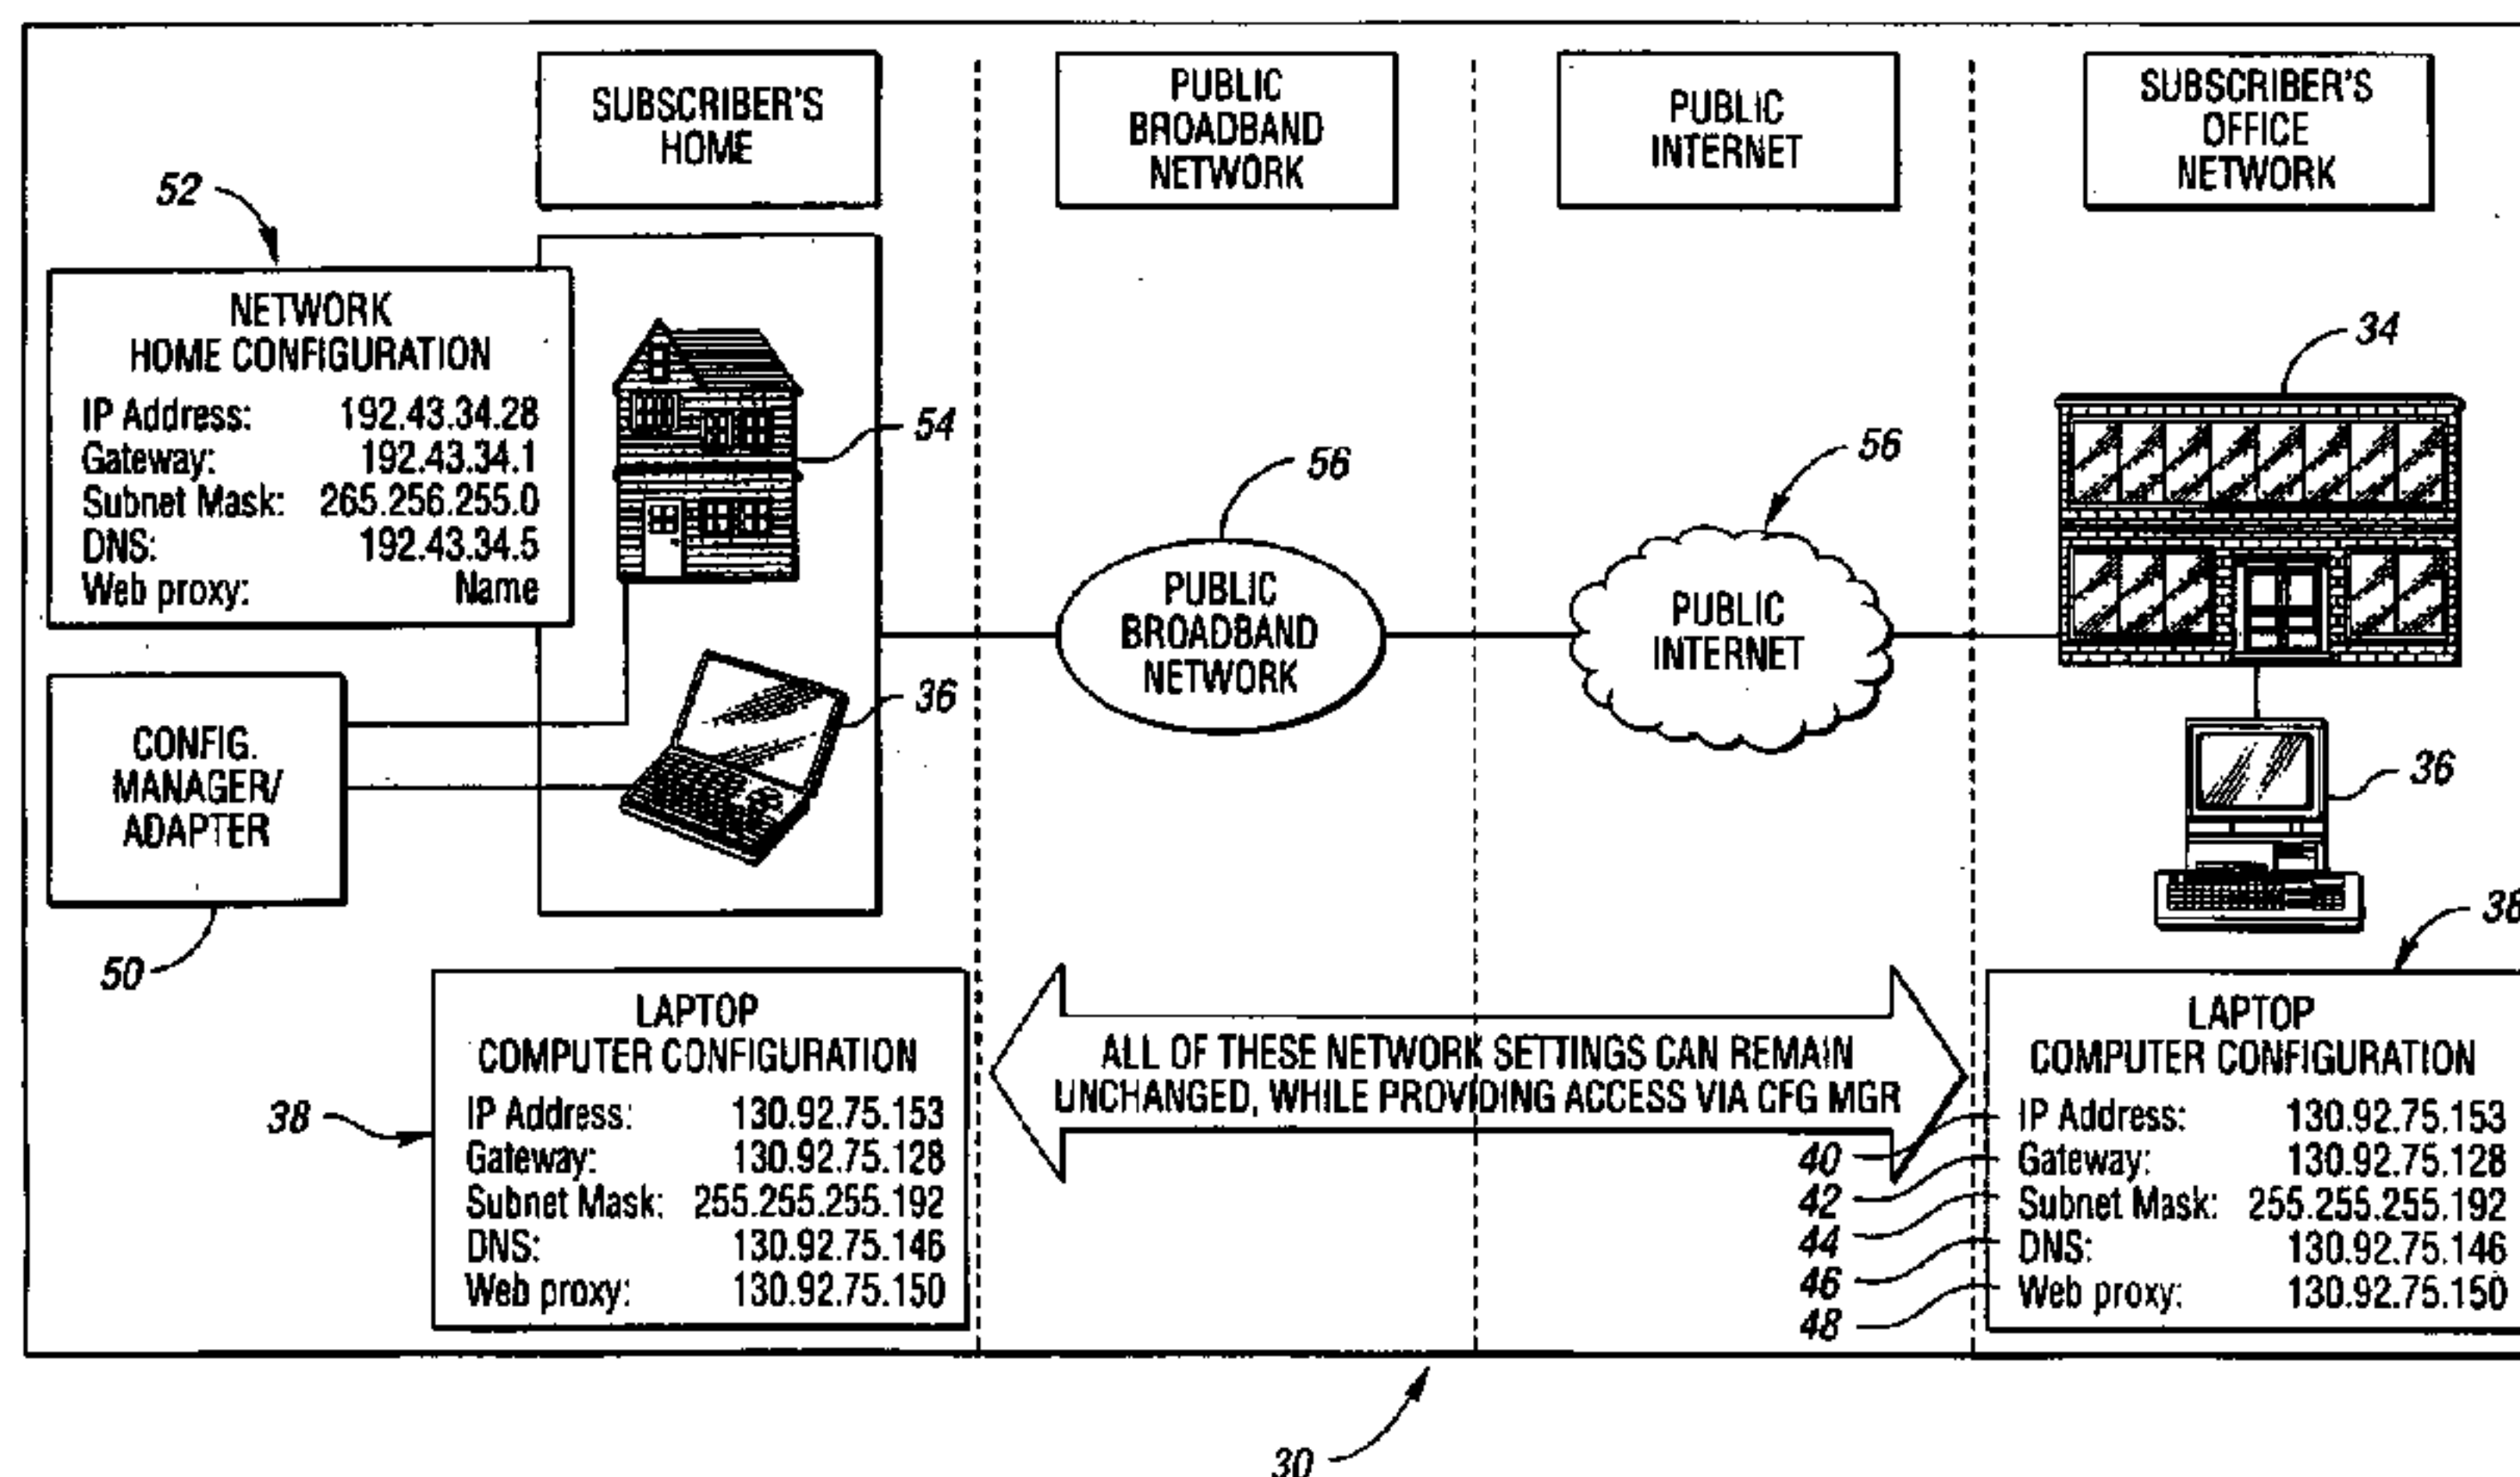 SUBSCRIBER'S
HOME
PUBLIC
BROADBAND
NETWORK
PUBLIC
INTERNET
SUBSCRIBER'S
OFFICE
NETWORK
52
NETWORK
HOME CONFIGURATION
IP Address: 192.43.34.28
Gateway: 192.43.34.1
Subnet Mask: 265.256.255.0
DNS: 192.43.34.5
Web proxy: Name
54
36
CONFIG.
MANAGER/
ADAPTER
50
56
PUBLIC
BROADBAND
NETWORK
56
PUBLIC
INTERNET
34
36
38
LAPTOP
COMPUTER CONFIGURATION
IP Address: 130.92.75.153
Gateway: 130.92.75.128
Subnet Mask: 255.255.255.192
DNS: 130.92.75.146
Web proxy: 130.92.75.150
38
ALL OF THESE NETWORK SETTINGS CAN REMAIN
UNCHANGED, WHILE PROVIDING ACCESS VIA CFG MGR
40
42
44
46
48
LAPTOP
COMPUTER CONFIGURATION
IP Address: 130.92.75.153
Gateway: 130.92.75.128
Subnet Mask: 255.255.255.192
DNS: 130.92.75.146
Web proxy: 130.92.75.150
30